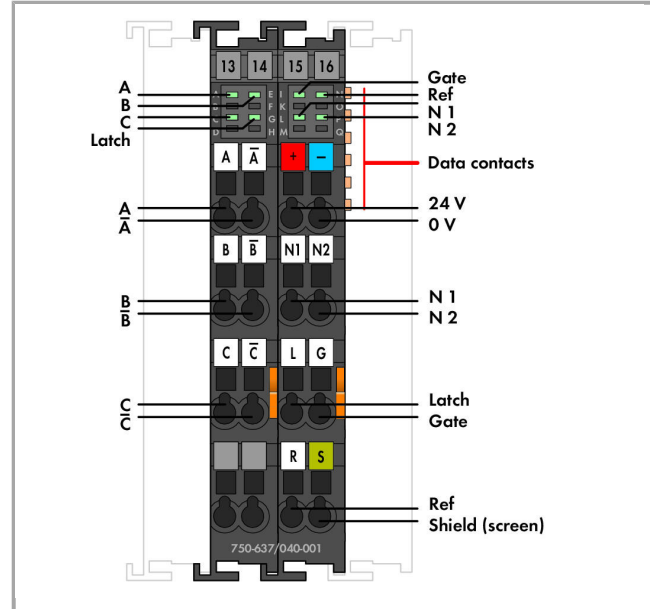 13 14 15 16
A
B
C
Latch
A E I N
B F K O
C G L P
D H M Q
Gate
Ref
N 1
N 2
Data contacts
A A̅ + −
A
A̅
24 V
0 V
B B̅ N1 N2
B
B̅
N 1
N 2
C C̅ L G
C
C̅
Latch
Gate
R S
Ref
Shield (screen)
750-637/040-001